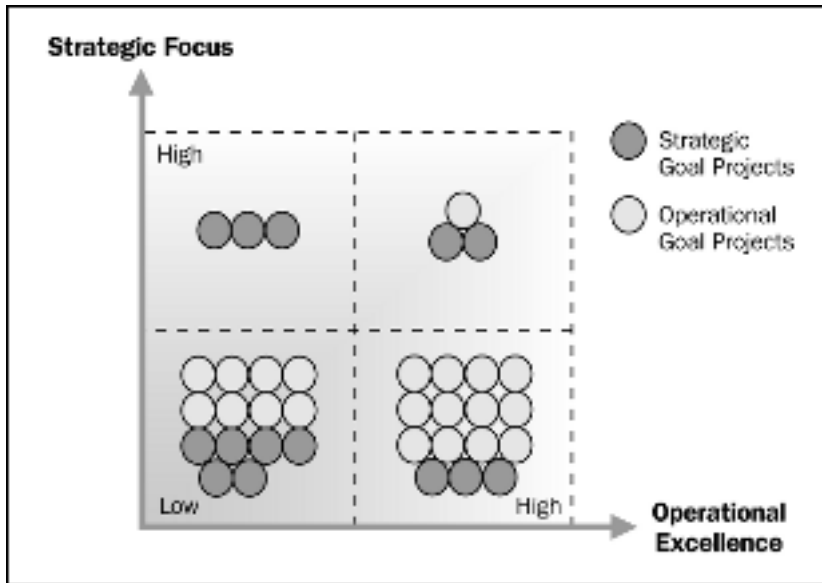 Strategic Focus
High
Strategic
Goal Projects
Operational
Goal Projects
Low
High
Operational
Excellence